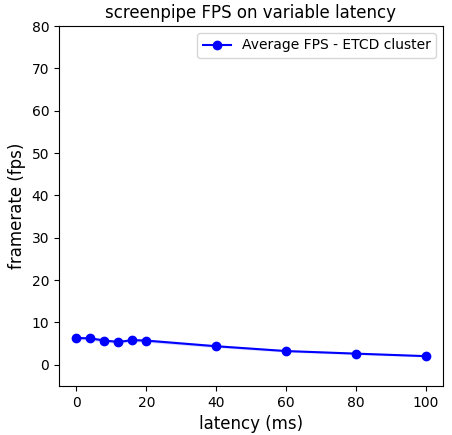 screenpipe FPS on variable latency
Average FPS - ETCD cluster
80
70
60
50
40
30
20
10
0
framerate (fps)
0 20 40 60 80 100
latency (ms)